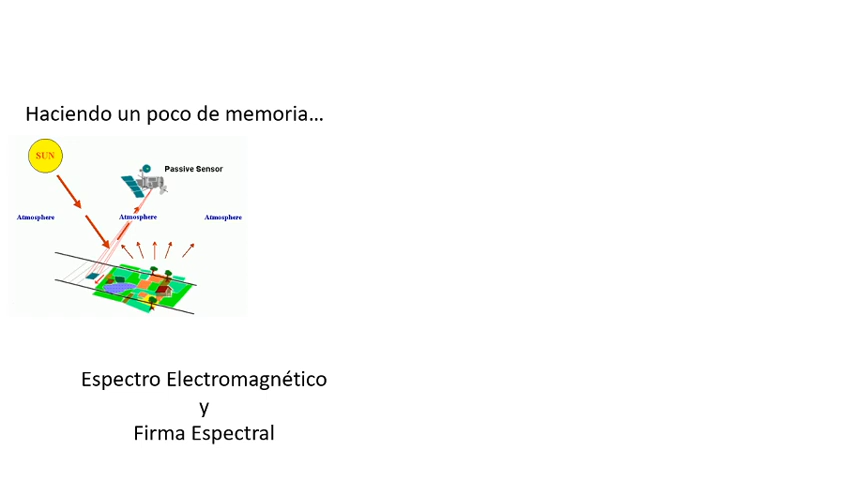 Haciendo un poco de memoria...
SUN
Passive Sensor
Atmosphere
Atmosphere
Atmosphere
Espectro Electromagnético
y
Firma Espectral